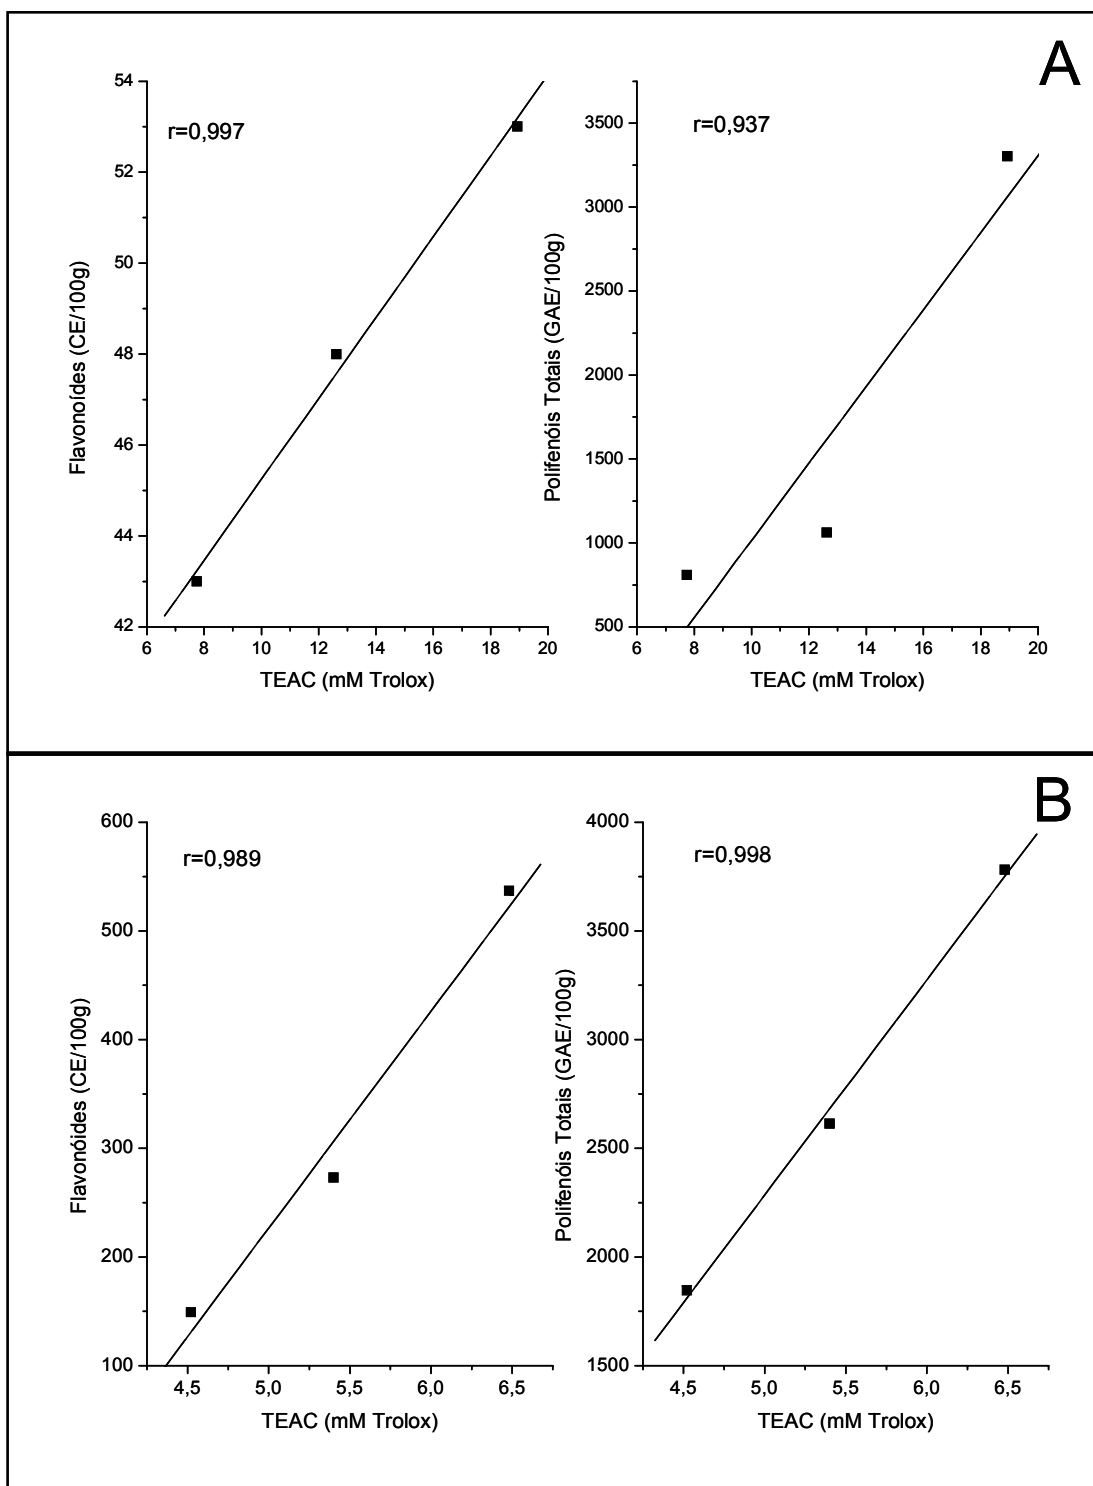 A
r=0,997
54
52
50
48
46
44
42
Flavonoídes (CE/100g)
6 8 10 12 14 16 18 20
TEAC (mM Trolox)
r=0,937
3500
3000
2500
2000
1500
1000
500
Polifenóis Totais (GAE/100g)
6 8 10 12 14 16 18 20
TEAC (mM Trolox)
B
r=0,989
600
500
400
300
200
100
Flavonóides (CE/100g)
4,5 5,0 5,5 6,0 6,5
TEAC (mM Trolox)
r=0,998
4000
3500
3000
2500
2000
1500
Polifenóis Totais (GAE/100g)
4,5 5,0 5,5 6,0 6,5
TEAC (mM Trolox)